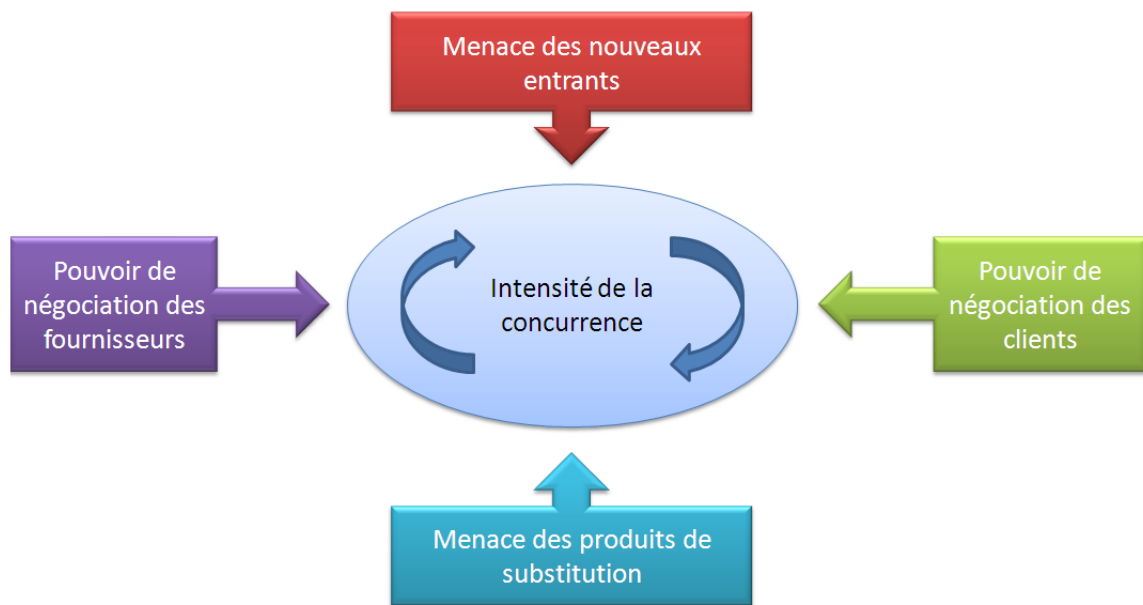 Menace des nouveaux
entrants
Pouvoir de
négociation des
fournisseurs
Intensité de la
concurrence
Pouvoir de
négociation des
clients
Menace des produits de
substitution